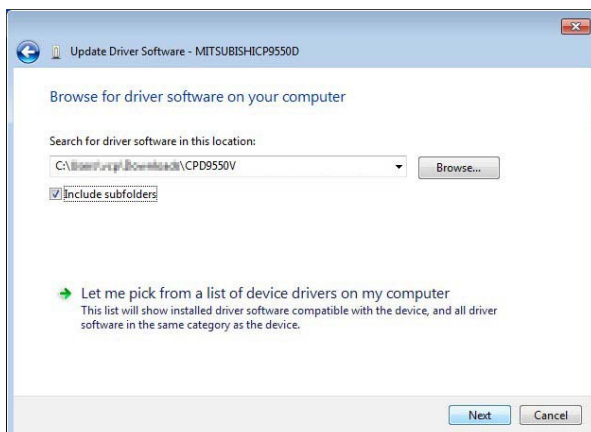 Update Driver Software - MITSUBISHICP9550D
Browse for driver software on your computer
Search for driver software in this location:
C:\ \CPD9550V
Browse...
Include subfolders
Let me pick from a list of device drivers on my computer
This list will show installed driver software compatible with the device, and all driver
software in the same category as the device.
Next Cancel